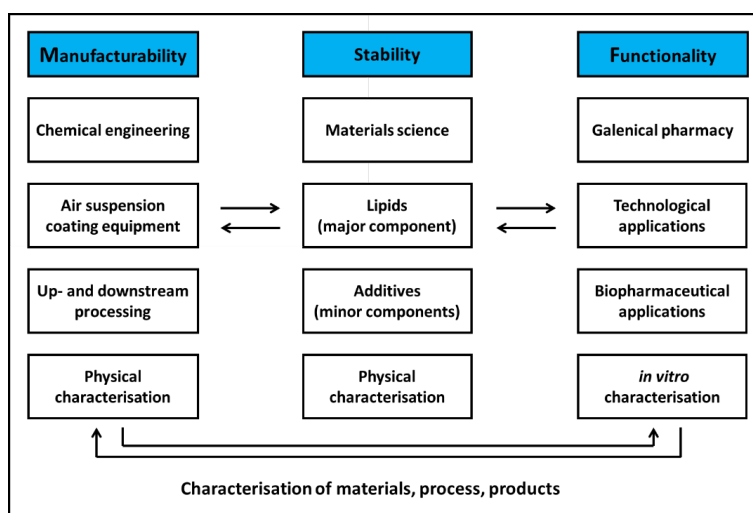 Manufacturability
Stability
Functionality
Chemical engineering
Materials science
Galenical pharmacy
Air suspension
coating equipment
Lipids
(major component)
Technological
applications
Up- and downstream
processing
Additives
(minor components)
Biopharmaceutical
applications
Physical
characterisation
Physical
characterisation
in vitro
characterisation
Characterisation of materials, process, products